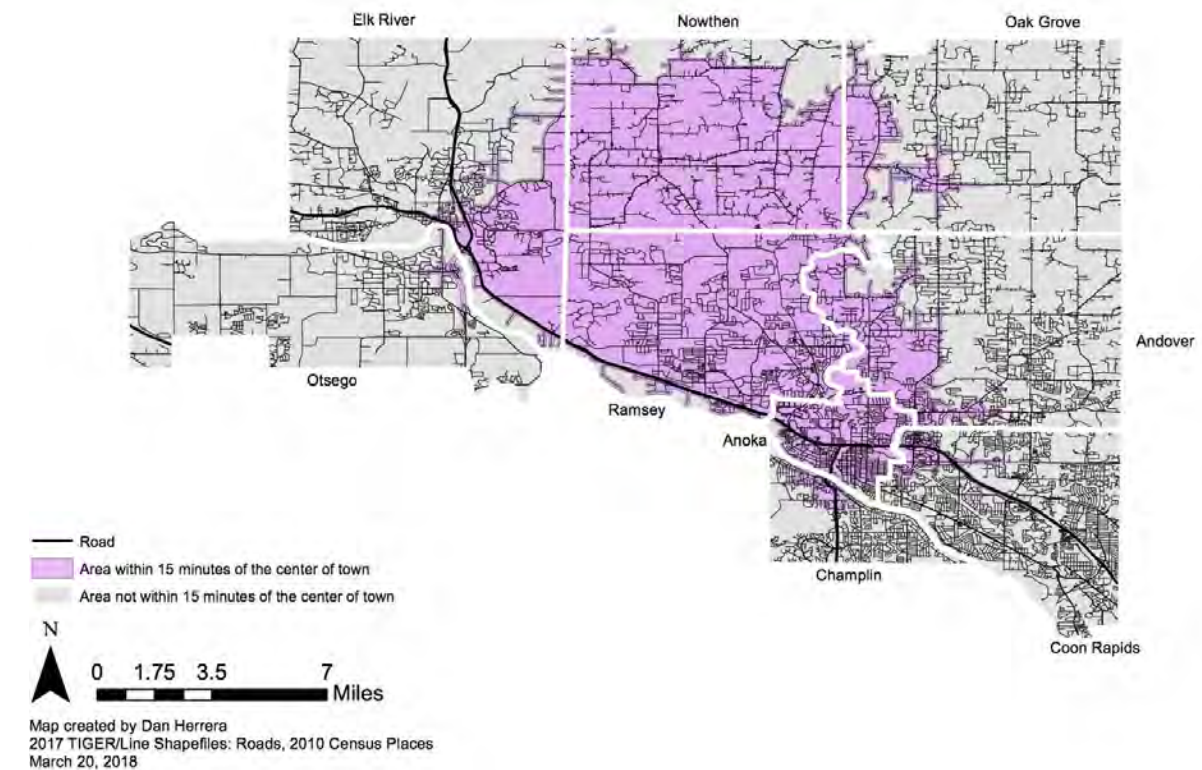 Elk River
Nowthen
Oak Grove
Andover
Otsego
Ramsey
Anoka
Champlin
Coon Rapids
Road
Area within 15 minutes of the center of town
Area not within 15 minutes of the center of town
N
0 1.75 3.5 7
Miles
Map created by Dan Herrera
2017 TIGER/Line Shapefiles: Roads, 2010 Census Places
March 20, 2018